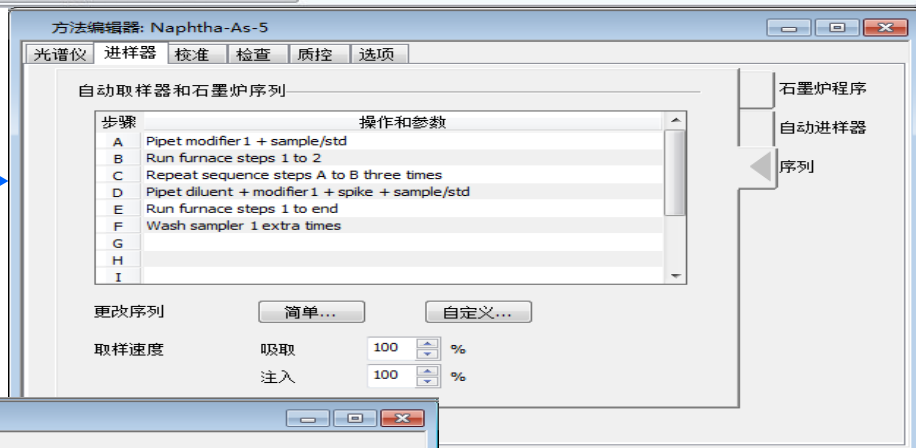 方法编辑器: Naphtha-As-5
光谱仪 进样器 校准 检查 质控 选项
自动取样器和石墨炉序列
步骤 操作和参数
A Pipet modifier1 + sample/std
B Run furnace steps 1 to 2
C Repeat sequence steps A to B three times
D Pipet diluent + modifier1 + spike + sample/std
E Run furnace steps 1 to end
F Wash sampler 1 extra times
G
H
I
更改序列 简单... 自定义...
取样速度 吸取 100 %
注入 100 %
石墨炉程序
自动进样器
序列